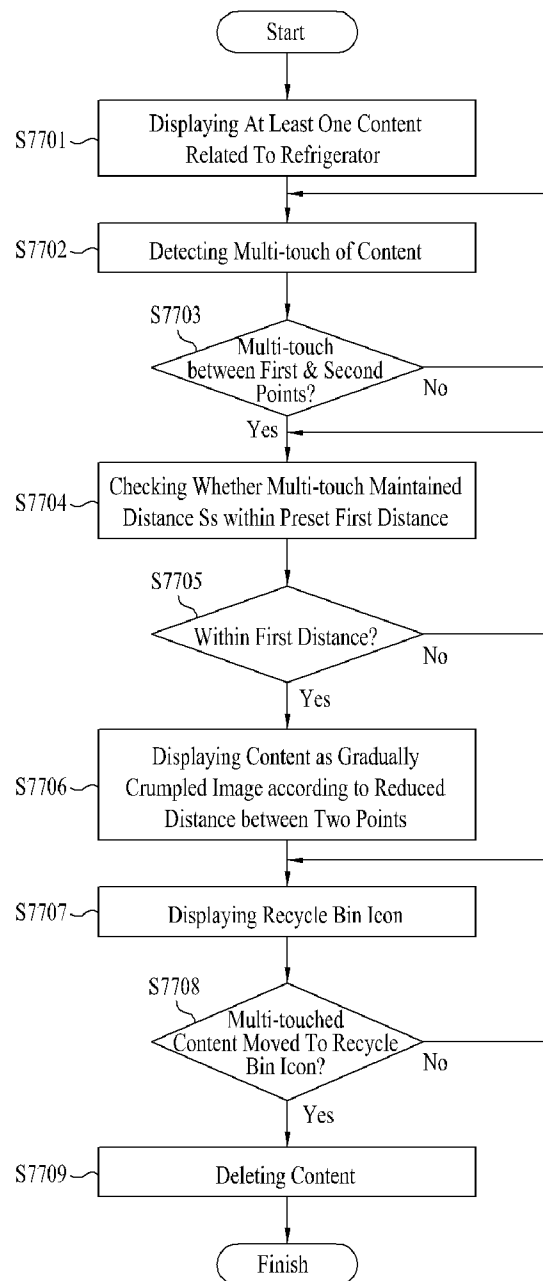 Start
S7701
Displaying At Least One Content
Related To Refrigerator
S7702
Detecting Multi-touch of Content
S7703
Multi-touch
between First & Second
Points?
No
Yes
S7704
Checking Whether Multi-touch Maintained
Distance Ss within Preset First Distance
S7705
Within First Distance?
No
Yes
S7706
Displaying Content as Gradually
Crumpled Image according to Reduced
Distance between Two Points
S7707
Displaying Recycle Bin Icon
S7708
Multi-touched
Content Moved To Recycle
Bin Icon?
No
Yes
S7709
Deleting Content
Finish